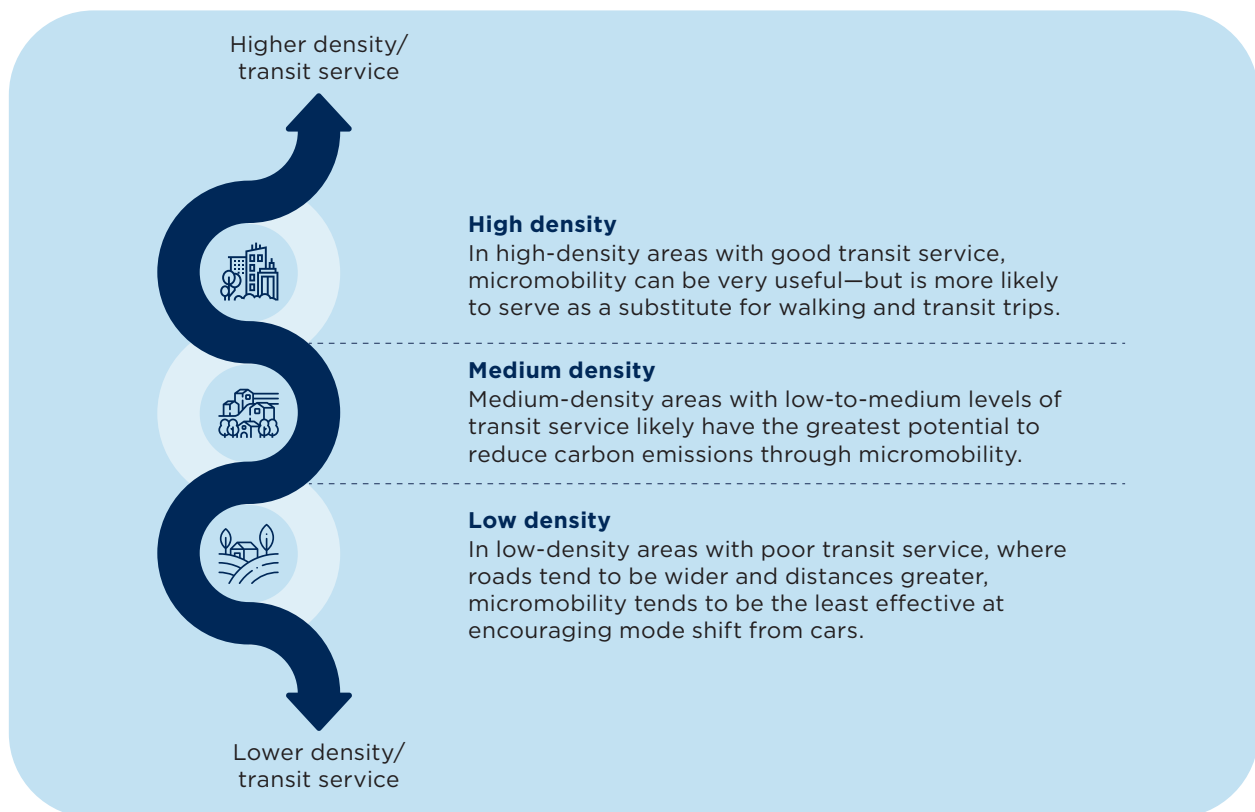 Higher density/
transit service
High density
In high-density areas with good transit service,
micromobility can be very useful—but is more likely
to serve as a substitute for walking and transit trips.
Medium density
Medium-density areas with low-to-medium levels of
transit service likely have the greatest potential to
reduce carbon emissions through micromobility.
Low density
In low-density areas with poor transit service, where
roads tend to be wider and distances greater,
micromobility tends to be the least effective at
encouraging mode shift from cars.
Lower density/
transit service